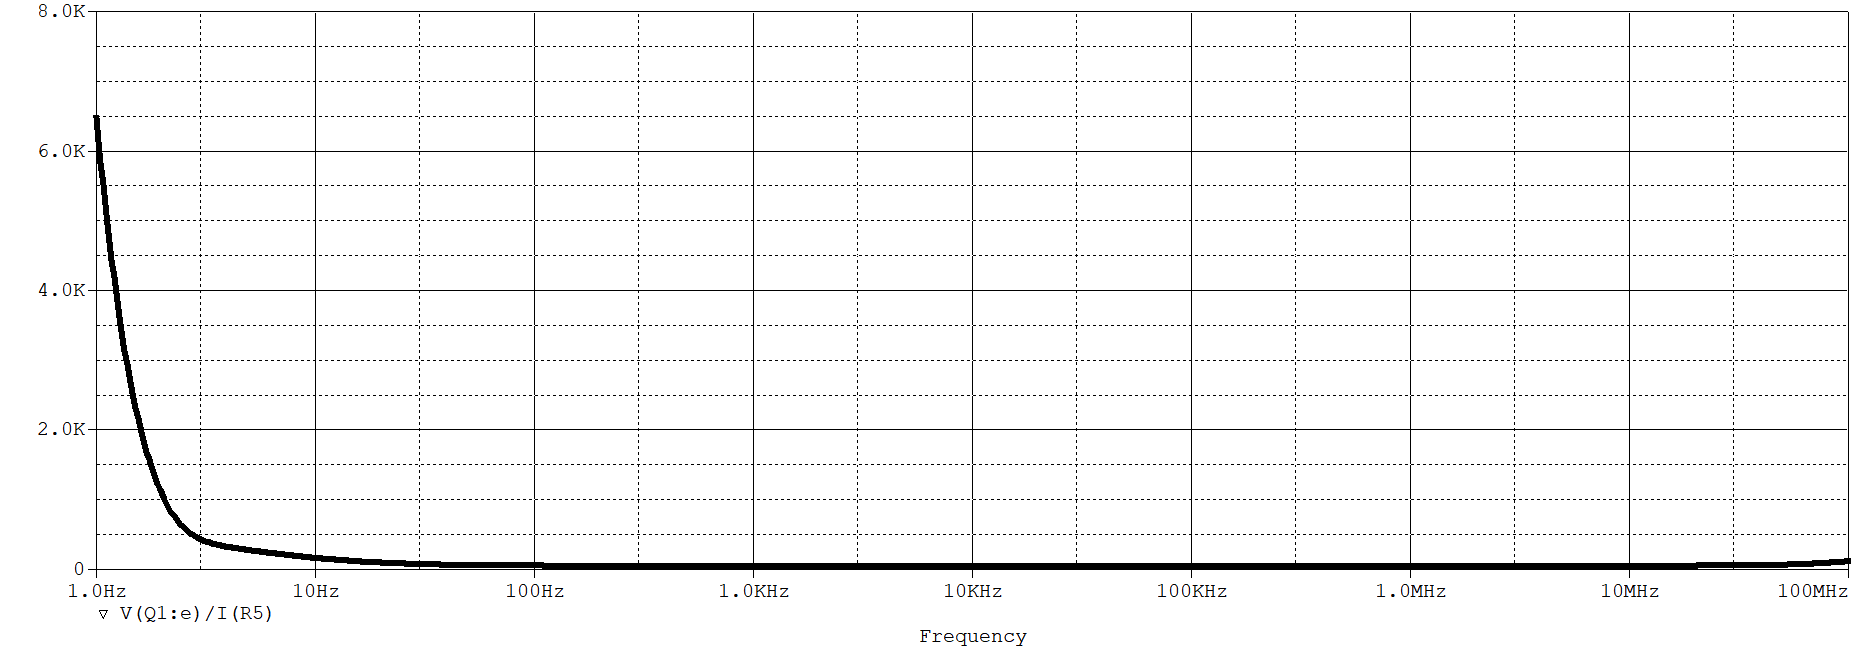 8.0K
6.0K
4.0K
2.0K
0
1.0Hz 10Hz 100Hz 1.0KHz 10KHz 100KHz 1.0MHz 10MHz 100MHz
▽ V(Q1:e)/I(R5)
Frequency